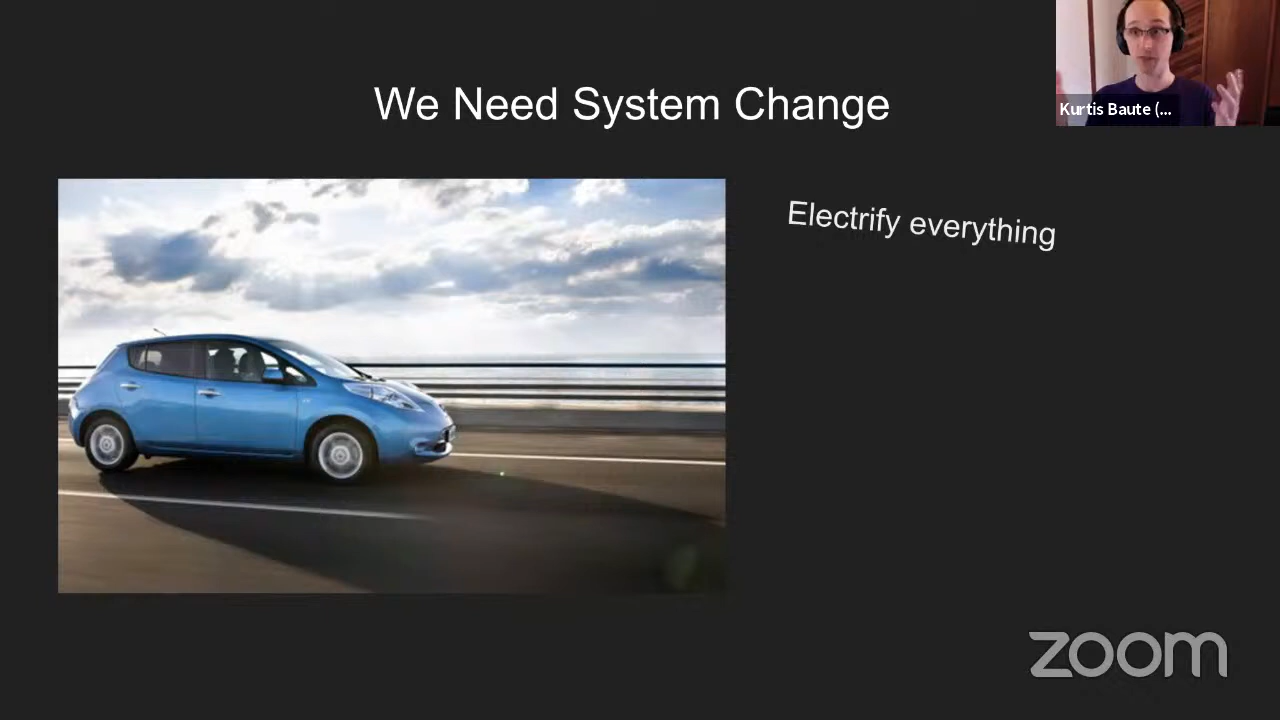 We Need System Change
Kurtis Baute (...
Electrify everything
zoom